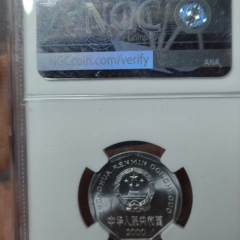 NGC
NGCcoin.com/verify
ANA
ZHONGHUA RENMIN GONGHEGUO
中华人民共和国
2000